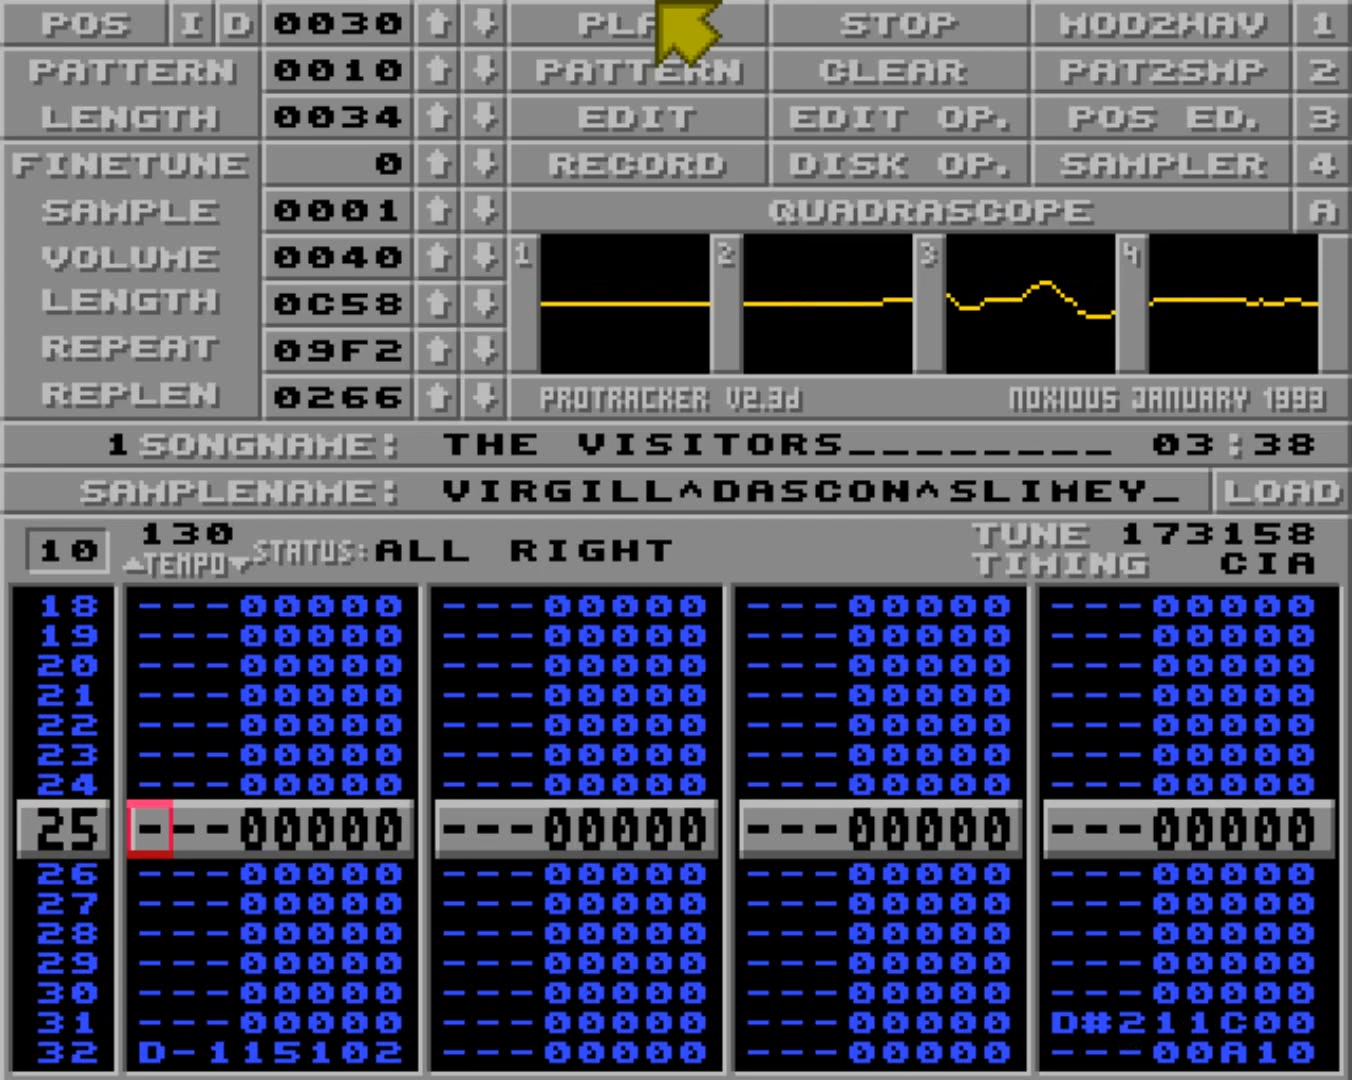 POS I D 0030 PLA STOP MOD2WAV 1
PATTERN 0010 PATTERN CLEAR PAT2SMP 2
LENGTH 0034 EDIT EDIT OP. POS ED. 3
FINETUNE 0 RECORD DISK OP. SAMPLER 4
SAMPLE 0001 QUADRASCOPE A
VOLUME 0040 1 2 3 4
LENGTH 0C58
REPEAT 09F2
REPLEN 0266 PROTRACKER V2.3d NOXIOUS JANUARY 1993
1 SONGNAME: THE VISITORS________ 03:38
SAMPLENAME: VIRGILL^DASCON^SLIMEY_ LOAD
10 130 TEMPO STATUS: ALL RIGHT TUNE 173158
TIMING CIA
18 ---00000 ---00000 ---00000 ---00000
19 ---00000 ---00000 ---00000 ---00000
20 ---00000 ---00000 ---00000 ---00000
21 ---00000 ---00000 ---00000 ---00000
22 ---00000 ---00000 ---00000 ---00000
23 ---00000 ---00000 ---00000 ---00000
24 ---00000 ---00000 ---00000 ---00000
25 ---00000 ---00000 ---00000 ---00000
26 ---00000 ---00000 ---00000 ---00000
27 ---00000 ---00000 ---00000 ---00000
28 ---00000 ---00000 ---00000 ---00000
29 ---00000 ---00000 ---00000 ---00000
30 ---00000 ---00000 ---00000 ---00000
31 ---00000 ---00000 ---00000 D#211C00
32 D-115102 ---00000 ---00000 ---00A10